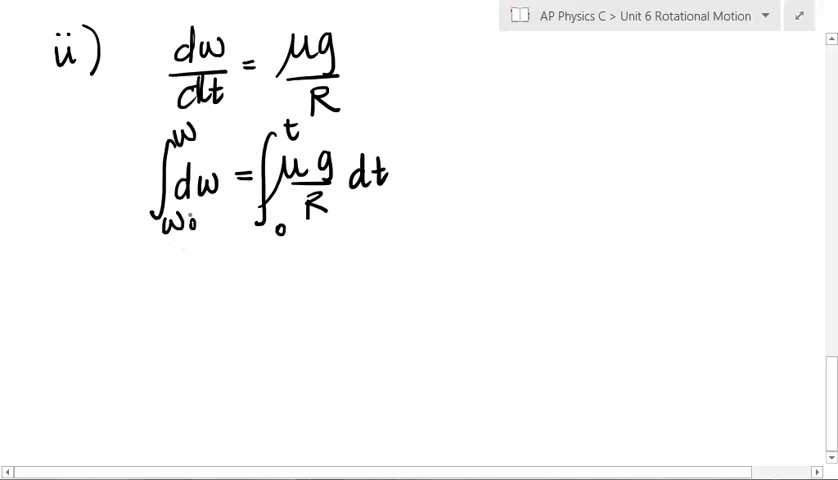 AP Physics C > Unit 6 Rotational Motion
ii) dω/dt = μg/R
∫_{ω0}^{ω} dω = ∫_{0}^{t} μg/R dt